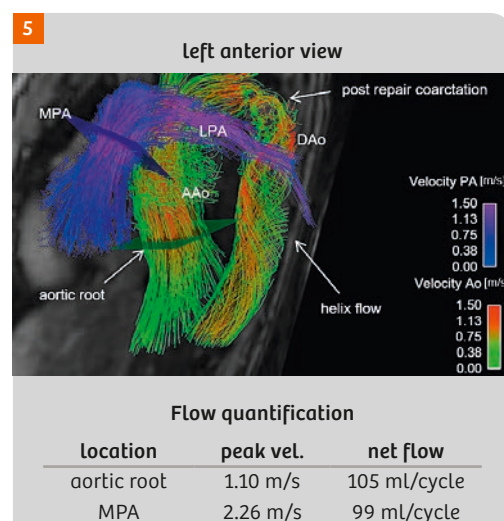 5
left anterior view
post repair coarctation
MPA
LPA
DAo
AAo
Velocity PA [m/s]
1.50
1.13
0.75
0.38
0.00
aortic root
helix flow
Velocity Ao [m/s]
1.50
1.13
0.75
0.38
0.00
Flow quantification
location peak vel. net flow
aortic root 1.10 m/s 105 ml/cycle
MPA 2.26 m/s 99 ml/cycle